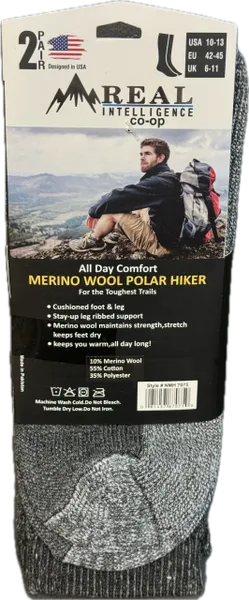 2 PAIR
Designed in USA
USA 10-13
EU 42-45
UK 6-11
REAL
INTELLIGENCE
co-op
All Day Comfort
MERINO WOOL POLAR HIKER
For the Toughest Trails
• Cushioned foot & leg
• Stay-up leg ribbed support
• Merino wool maintains strength,stretch
keeps feet dry
• keeps you warm,all day long!
10% Merino Wool
55% Cotton
35% Polyester
Made in Pakistan
Style # NMH 7073
Machine Wash Cold.Do Not Bleach.
Tumble Dry Low.Do Not Iron.